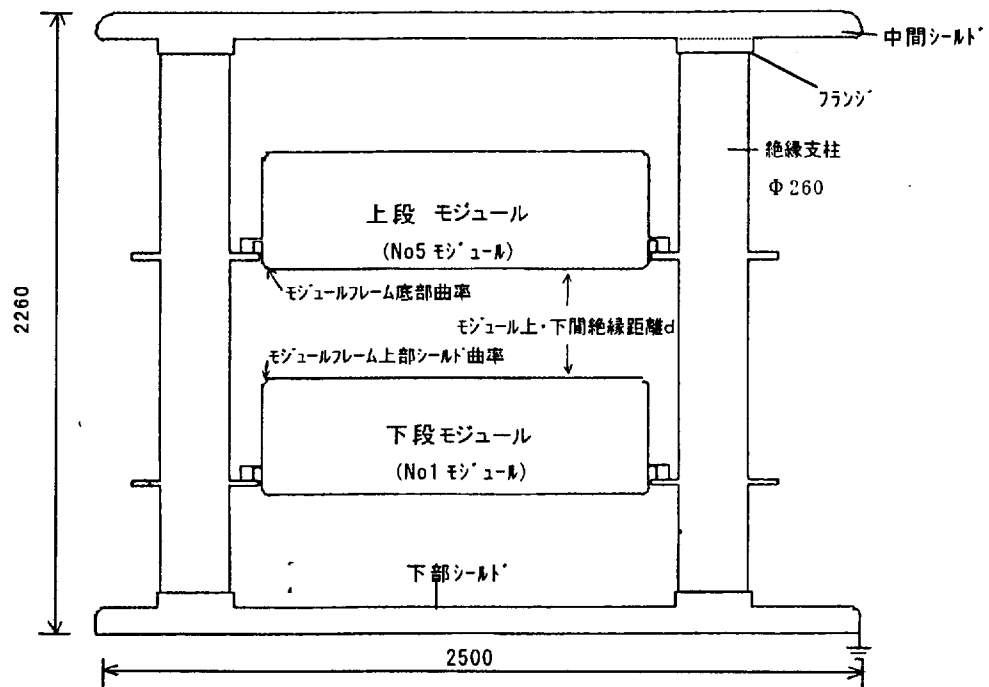 中間シールド
フランジ
絶縁支柱
Φ260
上段 モジュール
(No5 モジュール)
モジュールフレーム底部曲率
モジュール上・下間絶縁距離d
2260
モジュールフレーム上部シールド曲率
下段モジュール
(No1 モジュール)
下部シールド
2500